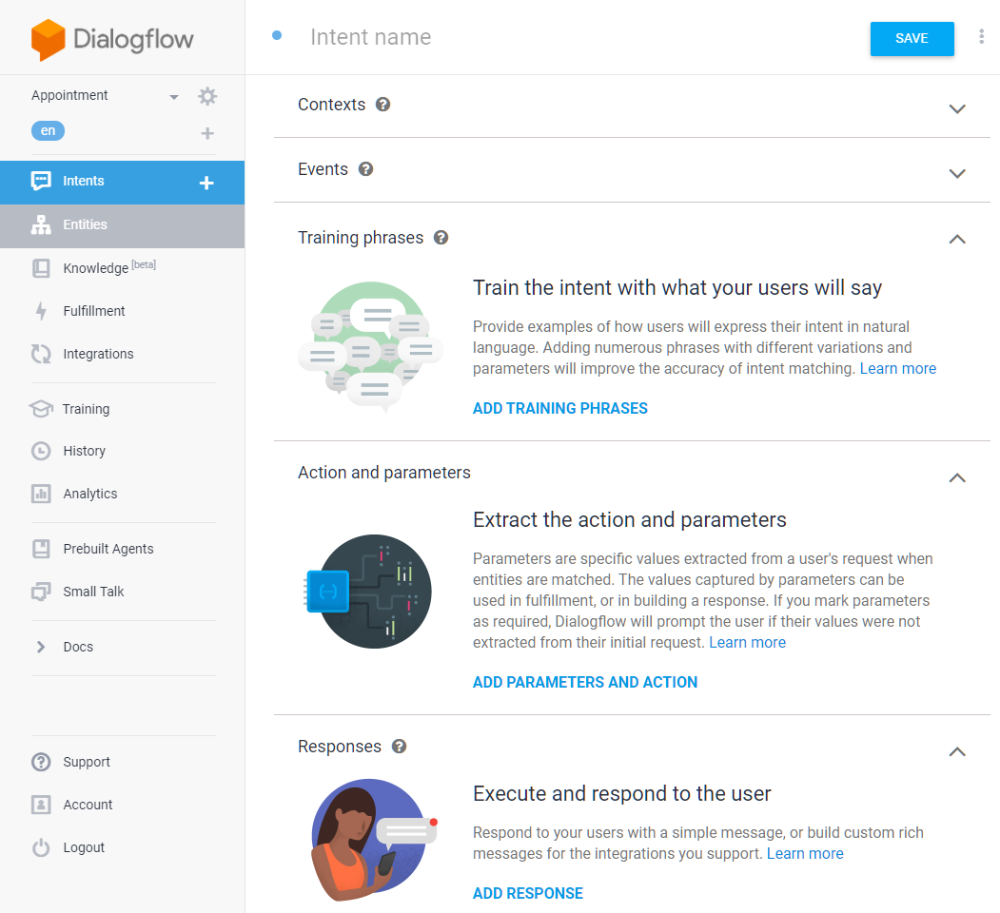 Dialogflow
Appointment
en
Intents
Entities
Knowledge [beta]
Fulfillment
Integrations
Training
History
Analytics
Prebuilt Agents
Small Talk
Docs
Support
Account
Logout
Intent name
SAVE
Contexts ?
Events ?
Training phrases ?
Train the intent with what your users will say
Provide examples of how users will express their intent in natural
language. Adding numerous phrases with different variations and
parameters will improve the accuracy of intent matching. Learn more
ADD TRAINING PHRASES
Action and parameters
Extract the action and parameters
Parameters are specific values extracted from a user's request when
entities are matched. The values captured by parameters can be
used in fulfillment, or in building a response. If you mark parameters
as required, Dialogflow will prompt the user if their values were not
extracted from their initial request. Learn more
ADD PARAMETERS AND ACTION
Responses ?
Execute and respond to the user
Respond to your users with a simple message, or build custom rich
messages for the integrations you support. Learn more
ADD RESPONSE